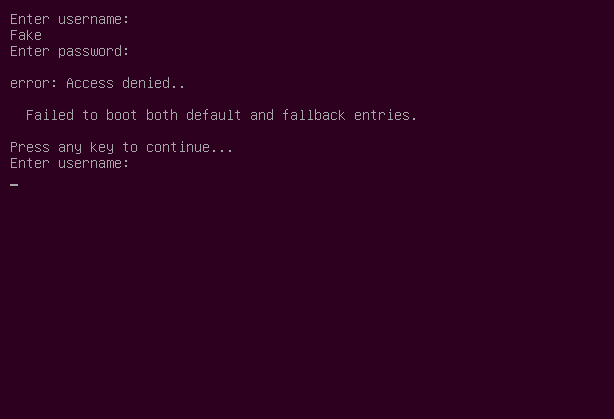 Enter username:
Fake
Enter password:
error: Access denied..
Failed to boot both default and fallback entries.
Press any key to continue...
Enter username: